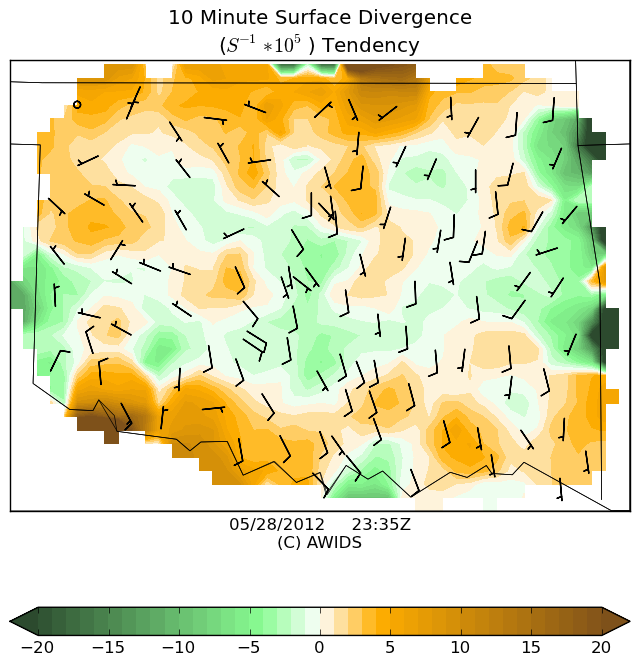 10 Minute Surface Divergence
(S⁻¹ *10⁵ ) Tendency
05/28/2012 23:35Z
(C) AWIDS
−20 −15 −10 −5 0 5 10 15 20